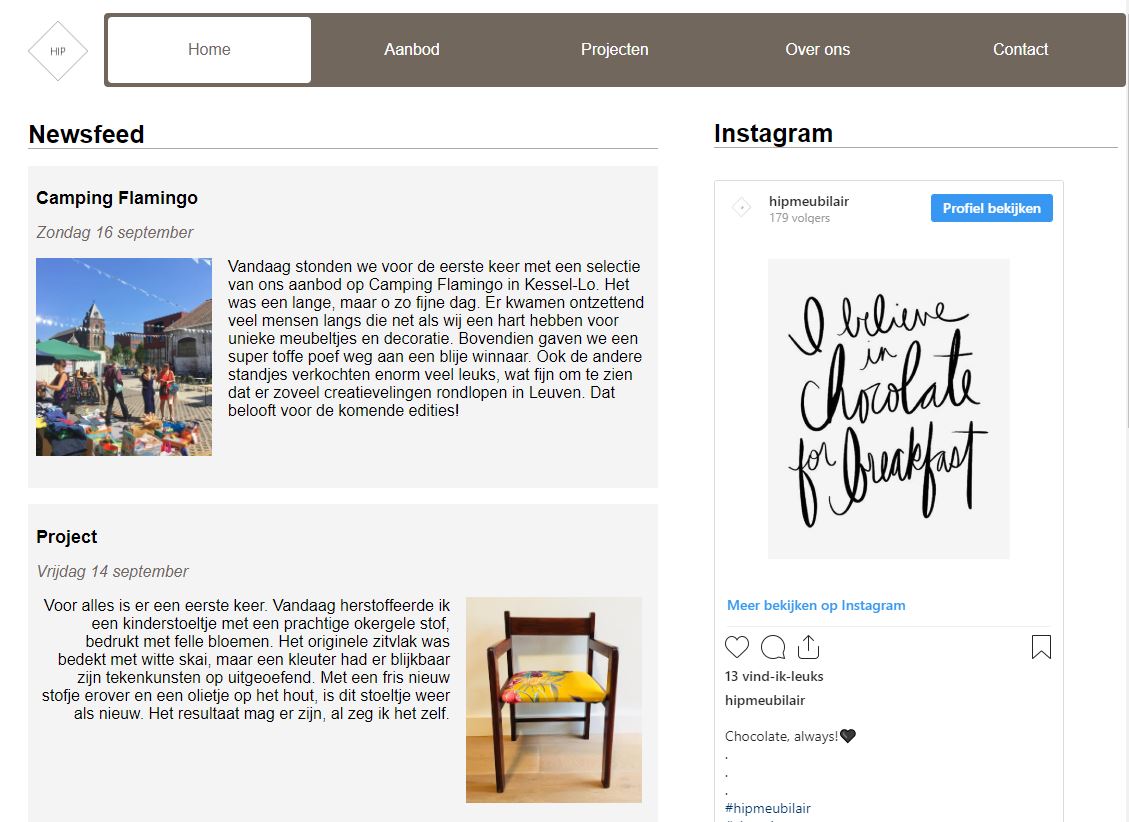 HIP
Home
Aanbod
Projecten
Over ons
Contact
Newsfeed
Camping Flamingo
Zondag 16 september
Vandaag stonden we voor de eerste keer met een selectie
van ons aanbod op Camping Flamingo in Kessel-Lo. Het
was een lange, maar o zo fijne dag. Er kwamen ontzettend
veel mensen langs die net als wij een hart hebben voor
unieke meubeltjes en decoratie. Bovendien gaven we een
super toffe poef weg aan een blije winnaar. Ook de andere
standjes verkochten enorm veel leuks, wat fijn om te zien
dat er zoveel creatievelingen rondlopen in Leuven. Dat
belooft voor de komende edities!
Project
Vrijdag 14 september
Voor alles is er een eerste keer. Vandaag herstoffeerde ik
een kinderstoeltje met een prachtige okergele stof,
bedrukt met felle bloemen. Het originele zitvlak was
bedekt met witte skai, maar een kleuter had er blijkbaar
zijn tekenkunsten op uitgeoefend. Met een fris nieuw
stofje erover en een olietje op het hout, is dit stoeltje weer
als nieuw. Het resultaat mag er zijn, al zeg ik het zelf.
Instagram
hipmeubilair
179 volgers
Profiel bekijken
I believe
in
chocolate
for breakfast
Meer bekijken op Instagram
13 vind-ik-leuks
hipmeubilair
Chocolate, always!🖤
.
.
.
#hipmeubilair